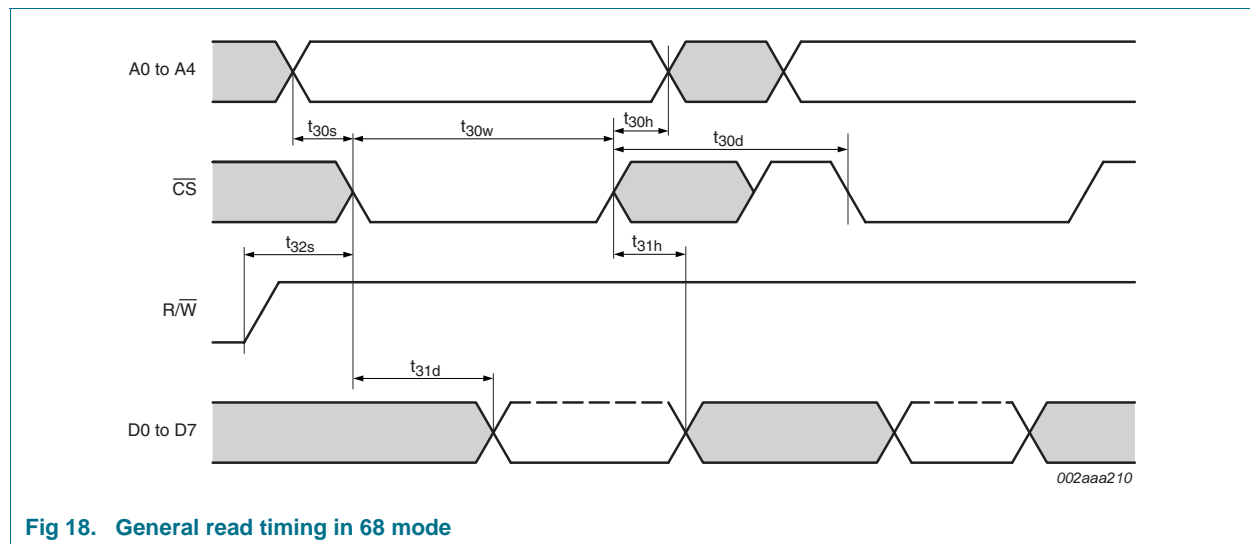 A0 to A4
t30s
t30w
t30h
t30d
CS
t32s
t31h
R/W
t31d
D0 to D7
002aaa210
Fig 18. General read timing in 68 mode